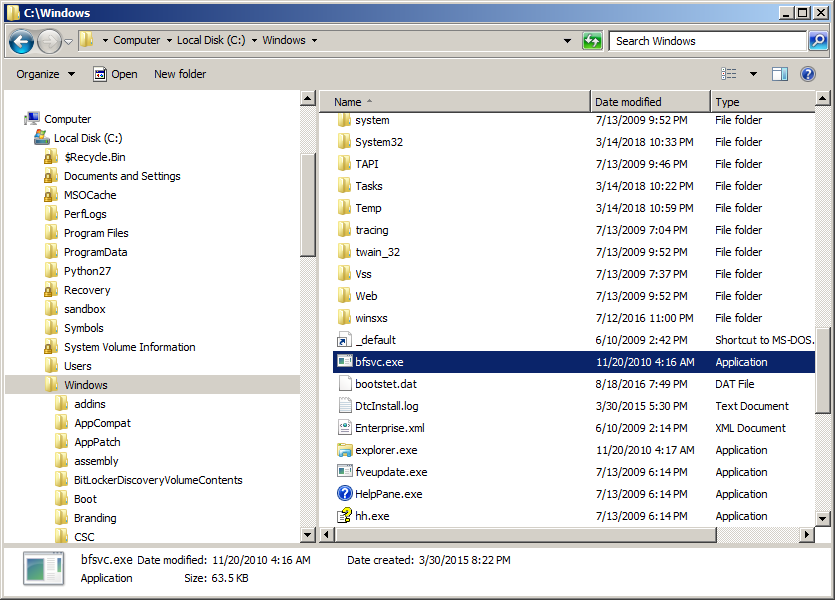 C:\Windows
Computer Local Disk (C:) Windows
Search Windows
Organize Open New folder
Computer
Local Disk (C:)
$Recycle.Bin
Documents and Settings
MSOCache
PerfLogs
Program Files
ProgramData
Python27
Recovery
sandbox
Symbols
System Volume Information
Users
Windows
addins
AppCompat
AppPatch
assembly
BitLockerDiscoveryVolumeContents
Boot
Branding
CSC
Name Date modified Type
system 7/13/2009 9:52 PM File folder
System32 3/14/2018 10:33 PM File folder
TAPI 7/13/2009 9:46 PM File folder
Tasks 3/14/2018 10:22 PM File folder
Temp 3/14/2018 10:59 PM File folder
tracing 7/13/2009 7:04 PM File folder
twain_32 7/13/2009 9:52 PM File folder
Vss 7/13/2009 7:37 PM File folder
Web 7/13/2009 9:52 PM File folder
winsxs 7/12/2016 11:00 PM File folder
_default 6/10/2009 2:42 PM Shortcut to MS-DOS.
bfsvc.exe 11/20/2010 4:16 AM Application
bootstet.dat 8/18/2016 7:49 PM DAT File
DtcInstall.log 3/30/2015 5:30 PM Text Document
Enterprise.xml 6/10/2009 2:14 PM XML Document
explorer.exe 11/20/2010 4:17 AM Application
fveupdate.exe 7/13/2009 6:14 PM Application
HelpPane.exe 7/13/2009 6:14 PM Application
hh.exe 7/13/2009 6:14 PM Application
bfsvc.exe Date modified: 11/20/2010 4:16 AM Date created: 3/30/2015 8:22 PM
Application Size: 63.5 KB